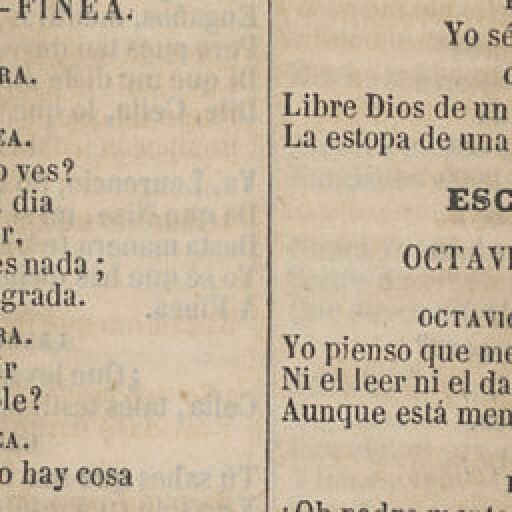 -FINEA.
RA.
EA.
o ves?
dia
r,
es nada;
grada.
RA.
ar
le?
EA.
o hay cosa
Yo sé
Libre Dios de un
La estopa de una
ESC
OCTAVI
OCTAVIO
Yo pienso que me
Ni el leer ni el da
Aunque está men